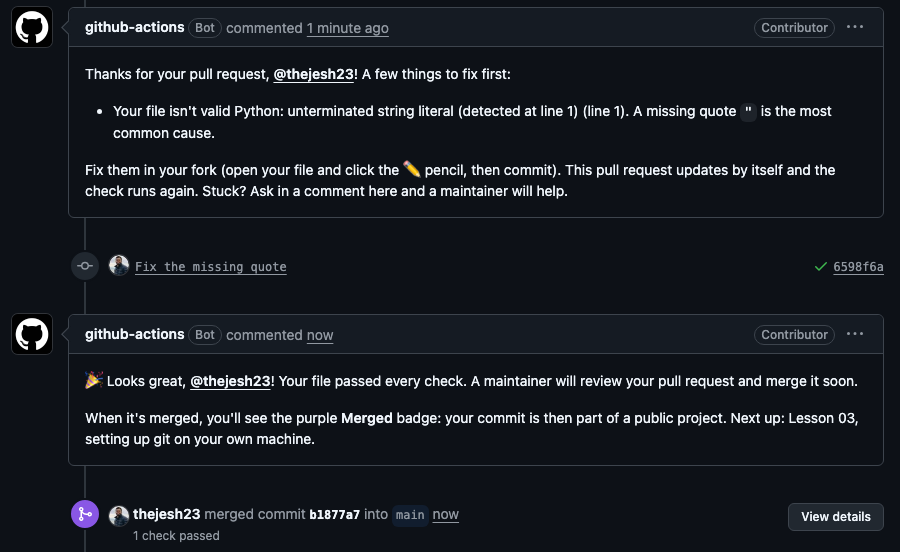 github-actions Bot commented 1 minute ago Contributor ...
Thanks for your pull request, @thejesh23! A few things to fix first:
• Your file isn't valid Python: unterminated string literal (detected at line 1) (line 1). A missing quote " is the most
common cause.
Fix them in your fork (open your file and click the ✏️ pencil, then commit). This pull request updates by itself and the
check runs again. Stuck? Ask in a comment here and a maintainer will help.
Fix the missing quote 6598f6a
github-actions Bot commented now Contributor ...
🎉 Looks great, @thejesh23! Your file passed every check. A maintainer will review your pull request and merge it soon.
When it's merged, you'll see the purple Merged badge: your commit is then part of a public project. Next up: Lesson 03,
setting up git on your own machine.
thejesh23 merged commit b1877a7 into main now View details
1 check passed